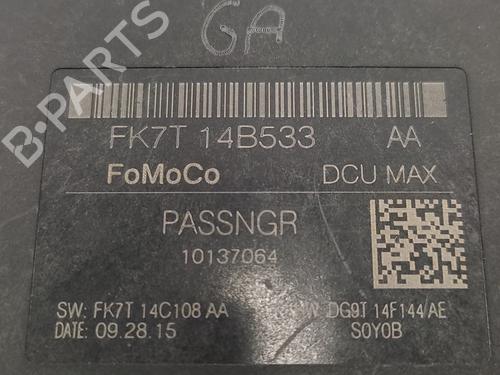 GA
B-PARTS
FK7T 14B533 AA
FoMoCo DCU MAX
PASSNGR
10137064
SW: FK7T 14C108 AA DG9T 14F144 AE
DATE: 09.28.15 S0Y0B